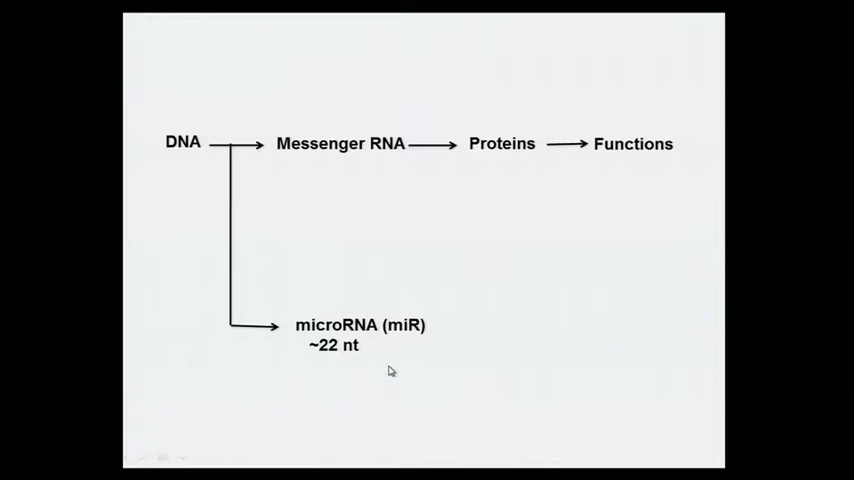 DNA Messenger RNA Proteins Functions
microRNA (miR)
~22 nt